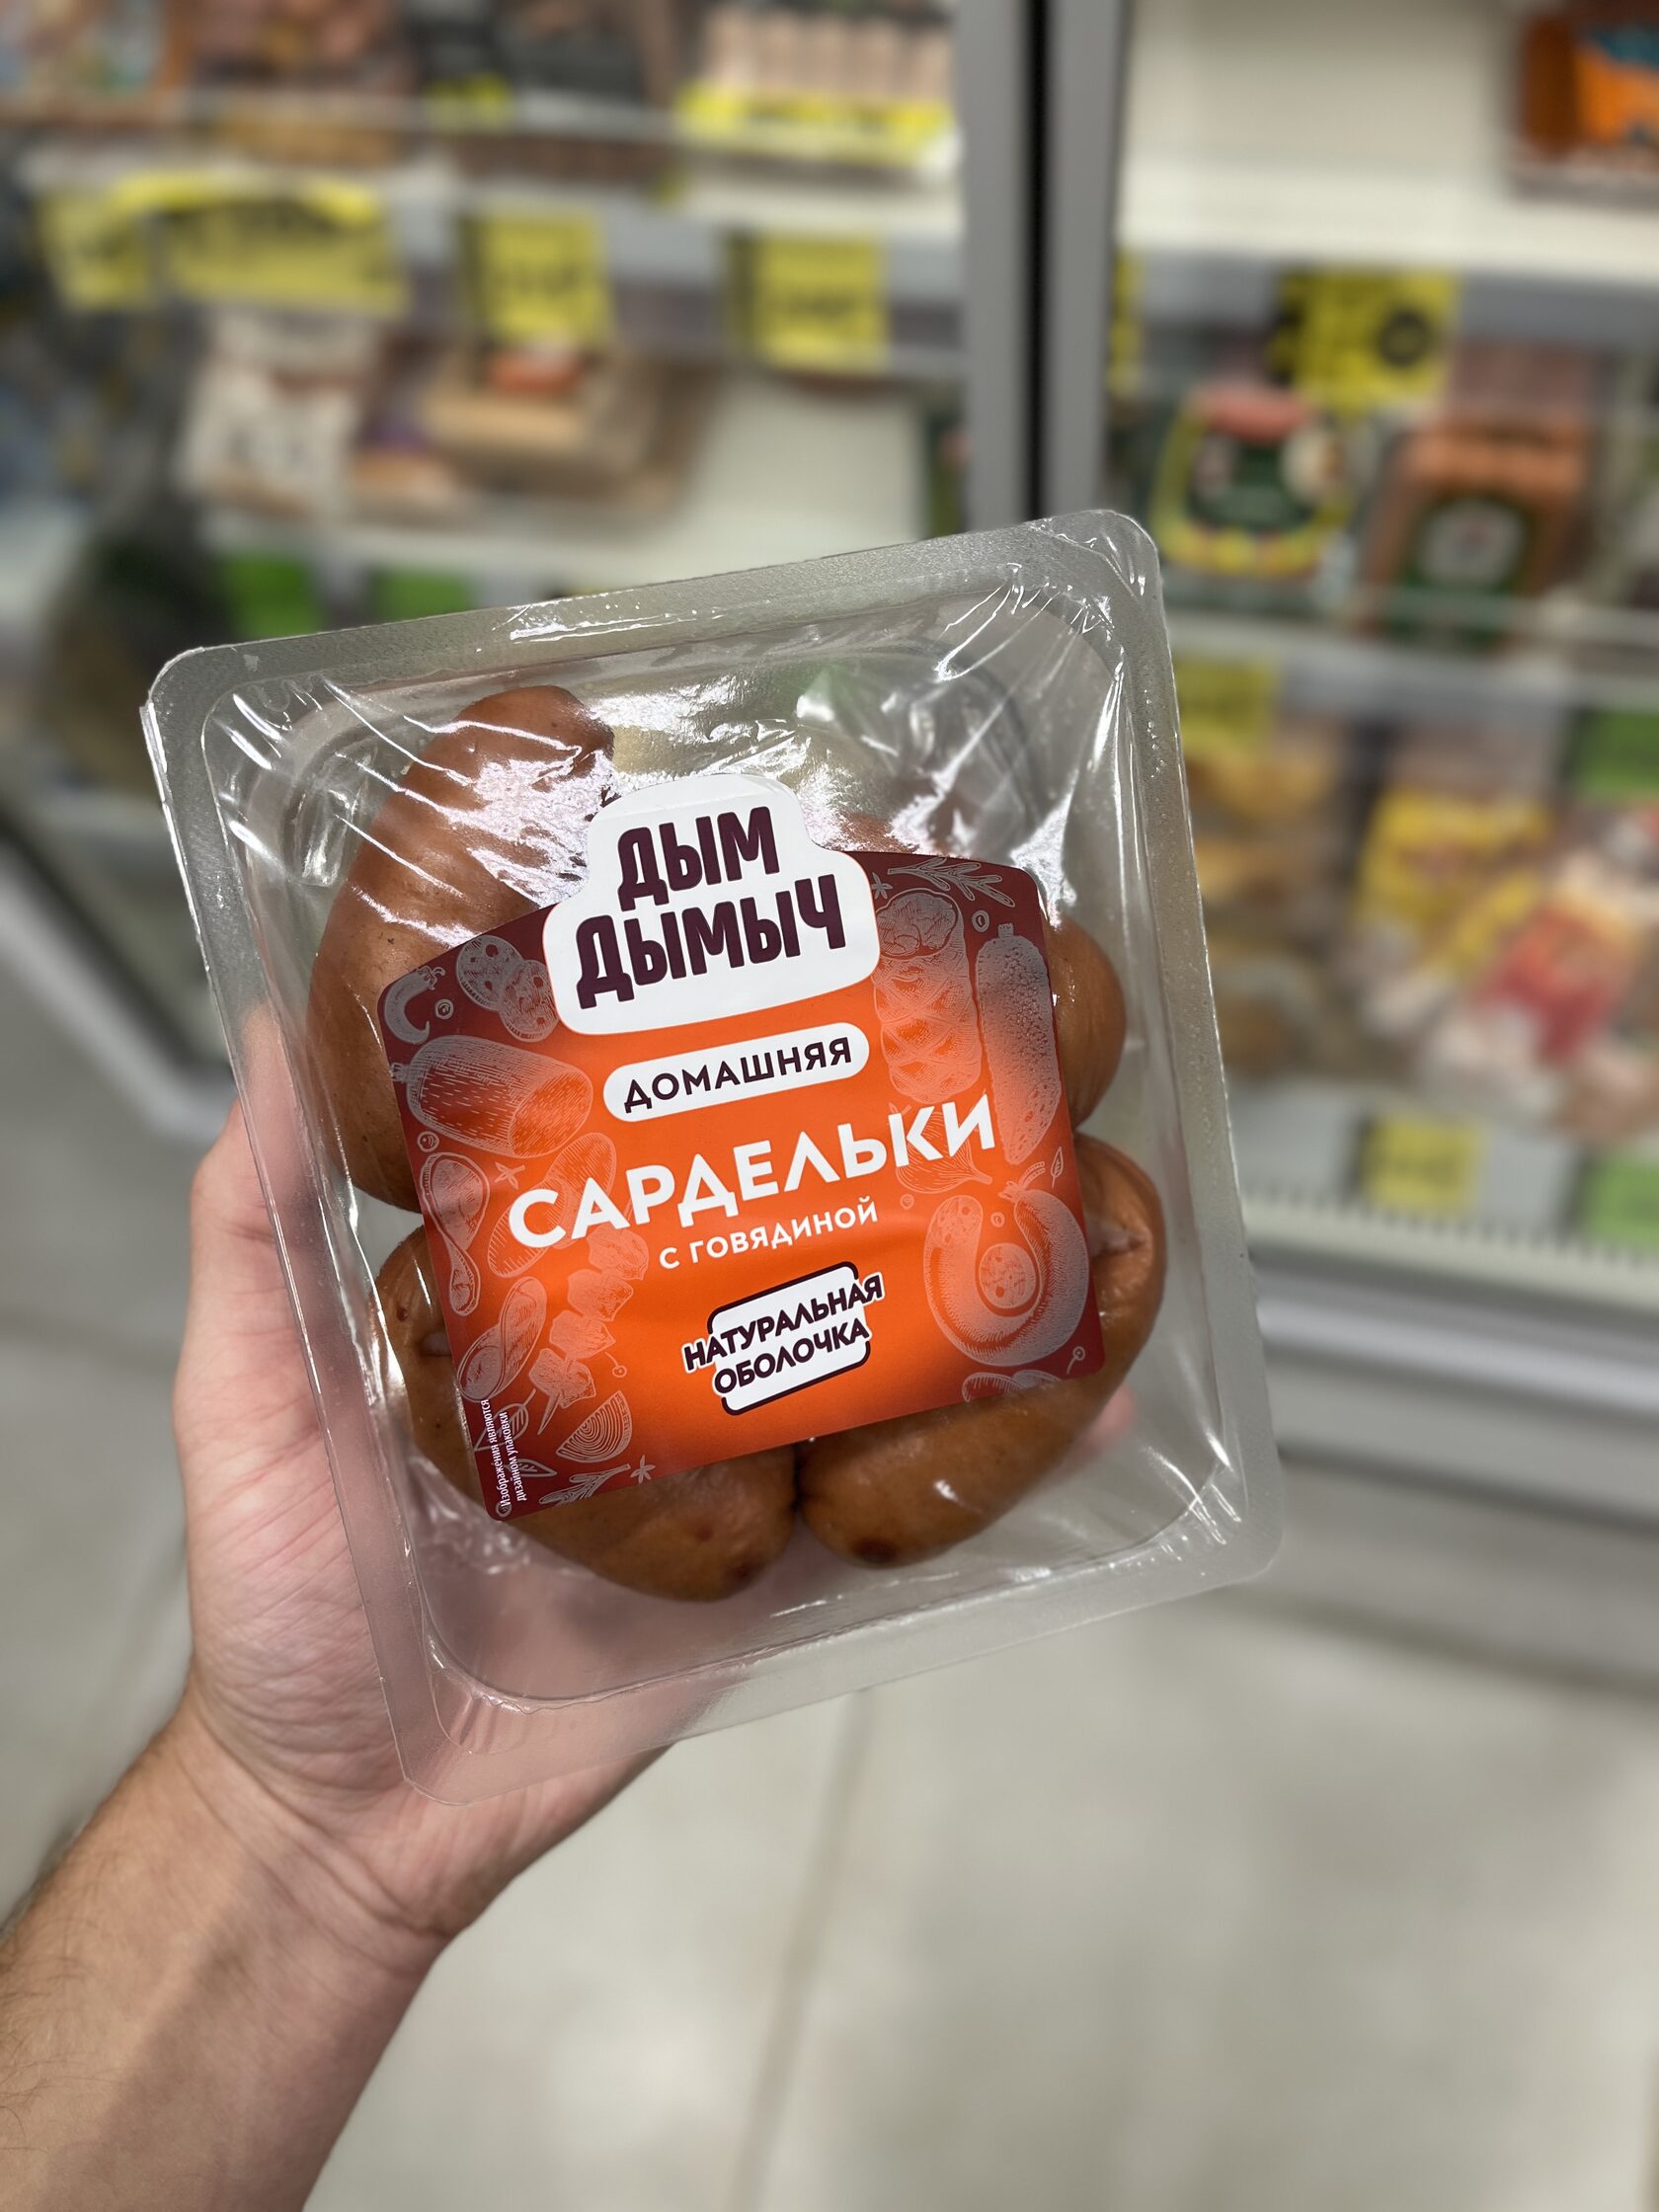 ДЫМ
ДЫМЫЧ
ДОМАШНЯЯ
САРДЕЛЬКИ
С ГОВЯДИНОЙ
НАТУРАЛЬНАЯ
ОБОЛОЧКА
Изображения являются
дизайном упаковки